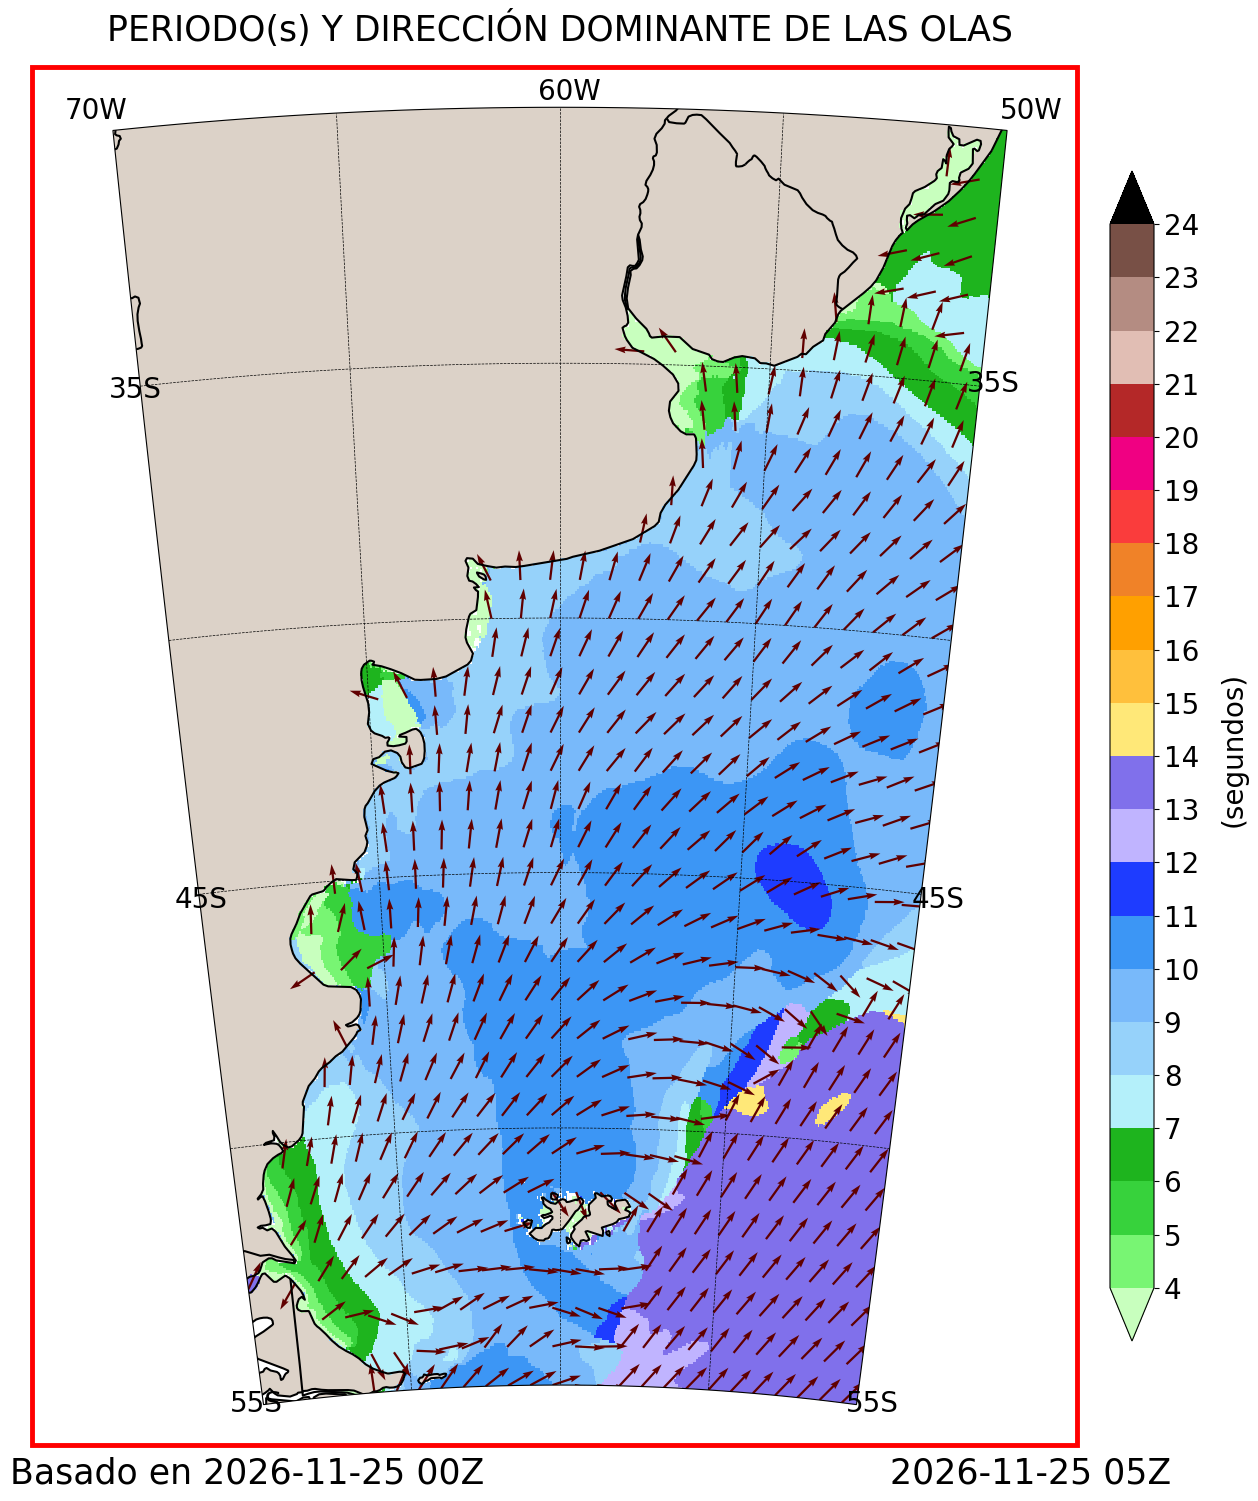 PERIODO(s) Y DIRECCIÓN DOMINANTE DE LAS OLAS
70W
60W
50W
35S
35S
45S
45S
55S
55S
24
23
22
21
20
19
18
17
16
15
14
13
12
11
10
9
8
7
6
5
4
(segundos)
Basado en 2026-11-25 00Z
2026-11-25 05Z